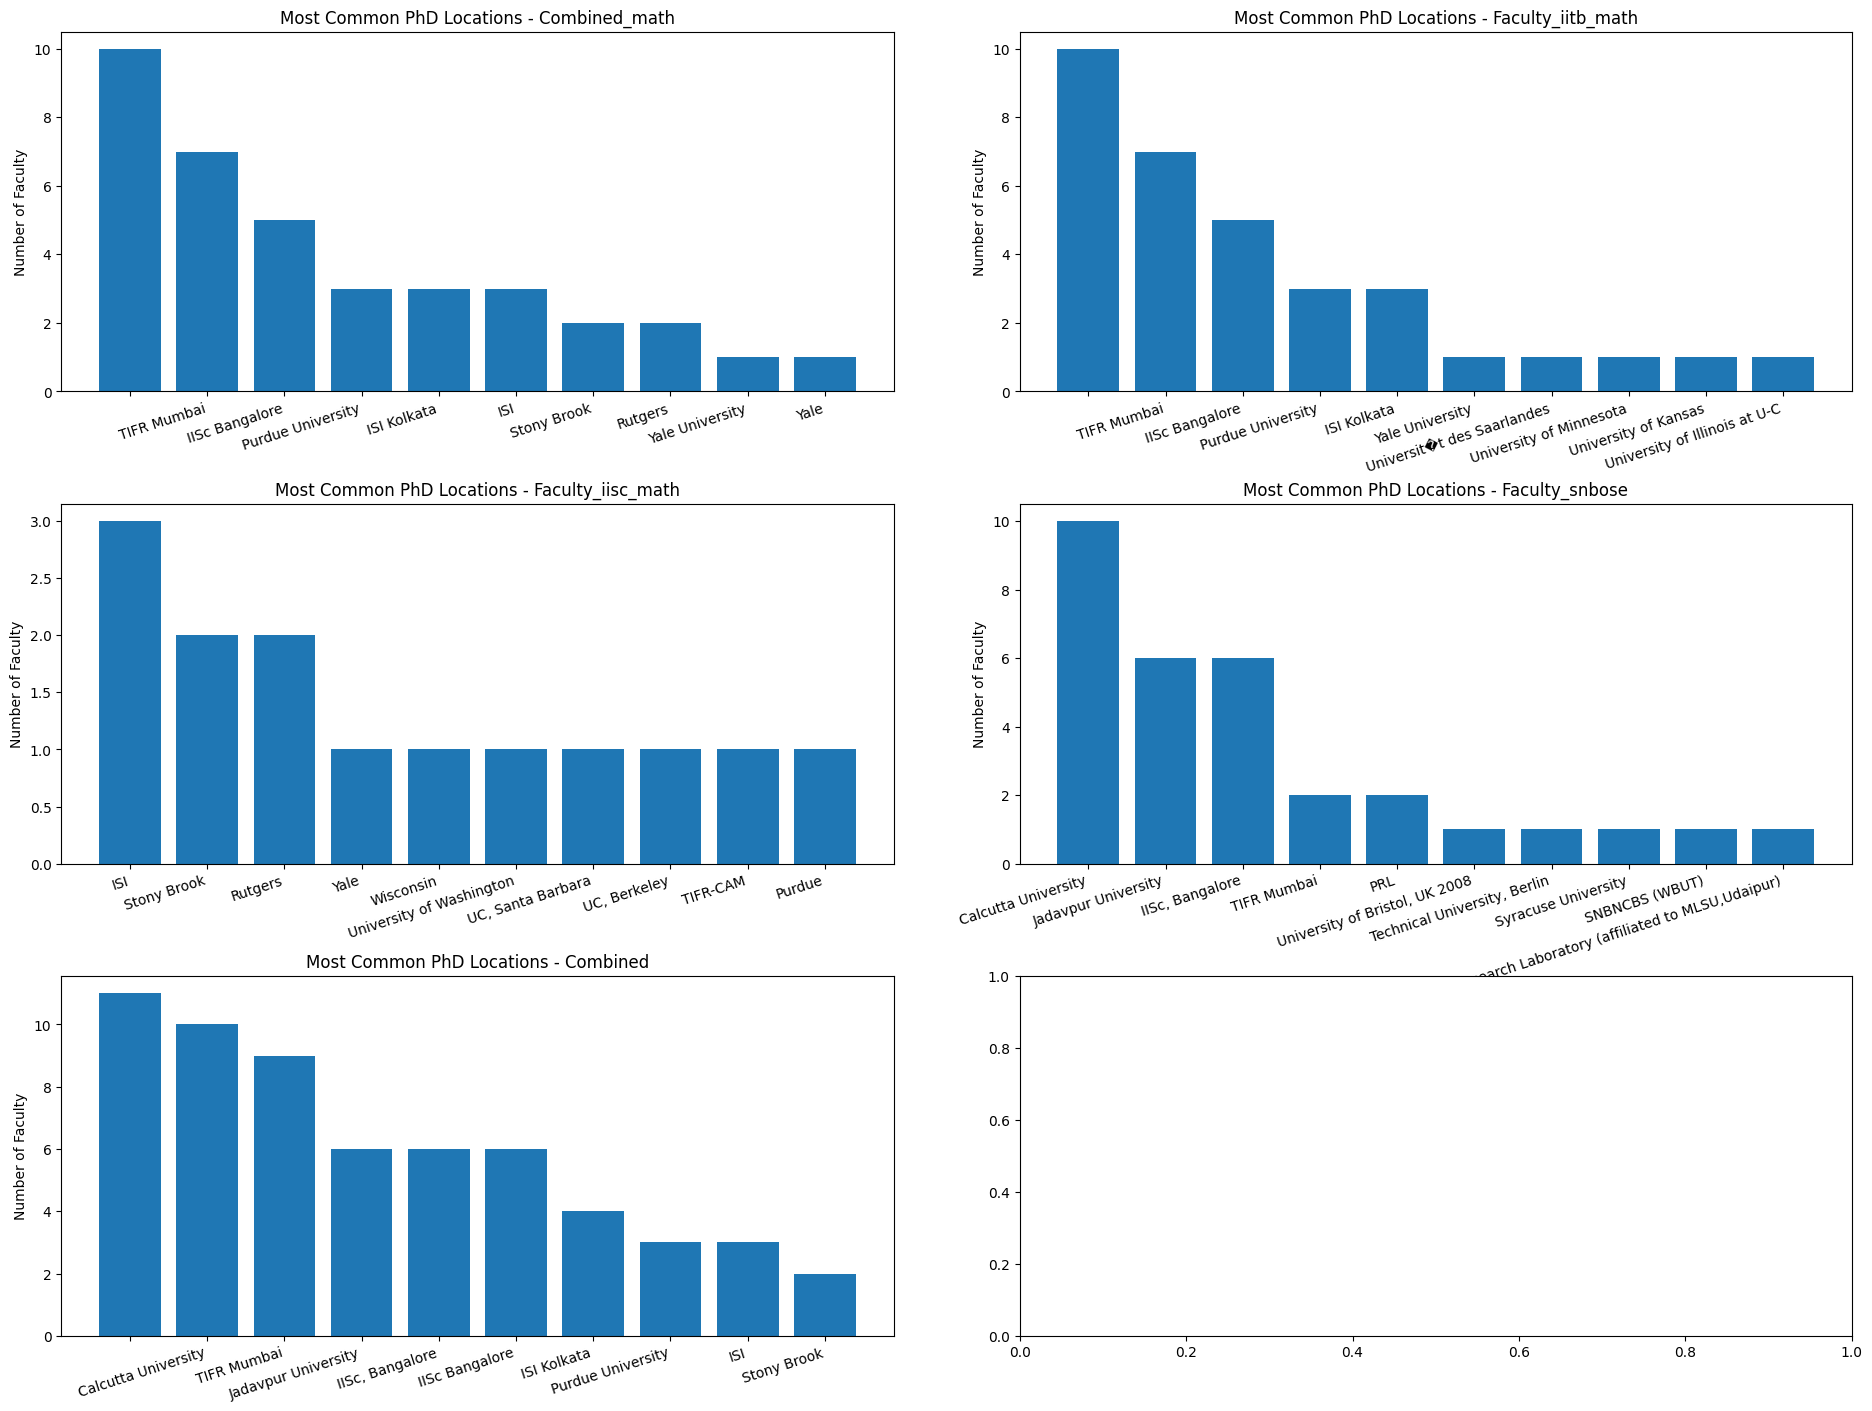 Most Common PhD Locations - Combined_math
Number of Faculty
10
8
6
4
2
0
TIFR Mumbai
IISc Bangalore
Purdue University
ISI Kolkata
ISI
Stony Brook
Rutgers
Yale University
Yale
Most Common PhD Locations - Faculty_iitb_math
Number of Faculty
10
8
6
4
2
0
TIFR Mumbai
IISc Bangalore
Purdue University
ISI Kolkata
Yale University
Universit�t des Saarlandes
University of Minnesota
University of Kansas
University of Illinois at U-C
Most Common PhD Locations - Faculty_iisc_math
Number of Faculty
3.0
2.5
2.0
1.5
1.0
0.5
0.0
ISI
Stony Brook
Rutgers
Yale
Wisconsin
University of Washington
UC, Santa Barbara
UC, Berkeley
TIFR-CAM
Purdue
Most Common PhD Locations - Faculty_snbose
Number of Faculty
10
8
6
4
2
0
Calcutta University
Jadavpur University
IISc, Bangalore
TIFR Mumbai
PRL
University of Bristol, UK 2008
Technical University, Berlin
Syracuse University
SNBNCBS (WBUT)
Laboratory (affiliated to MLSU,Udaipur)
Most Common PhD Locations - Combined
Number of Faculty
10
8
6
4
2
0
Calcutta University
TIFR Mumbai
Jadavpur University
IISc, Bangalore
IISc Bangalore
ISI Kolkata
Purdue University
ISI
Stony Brook
1.0
0.8
0.6
0.4
0.2
0.0
0.0 0.2 0.4 0.6 0.8 1.0